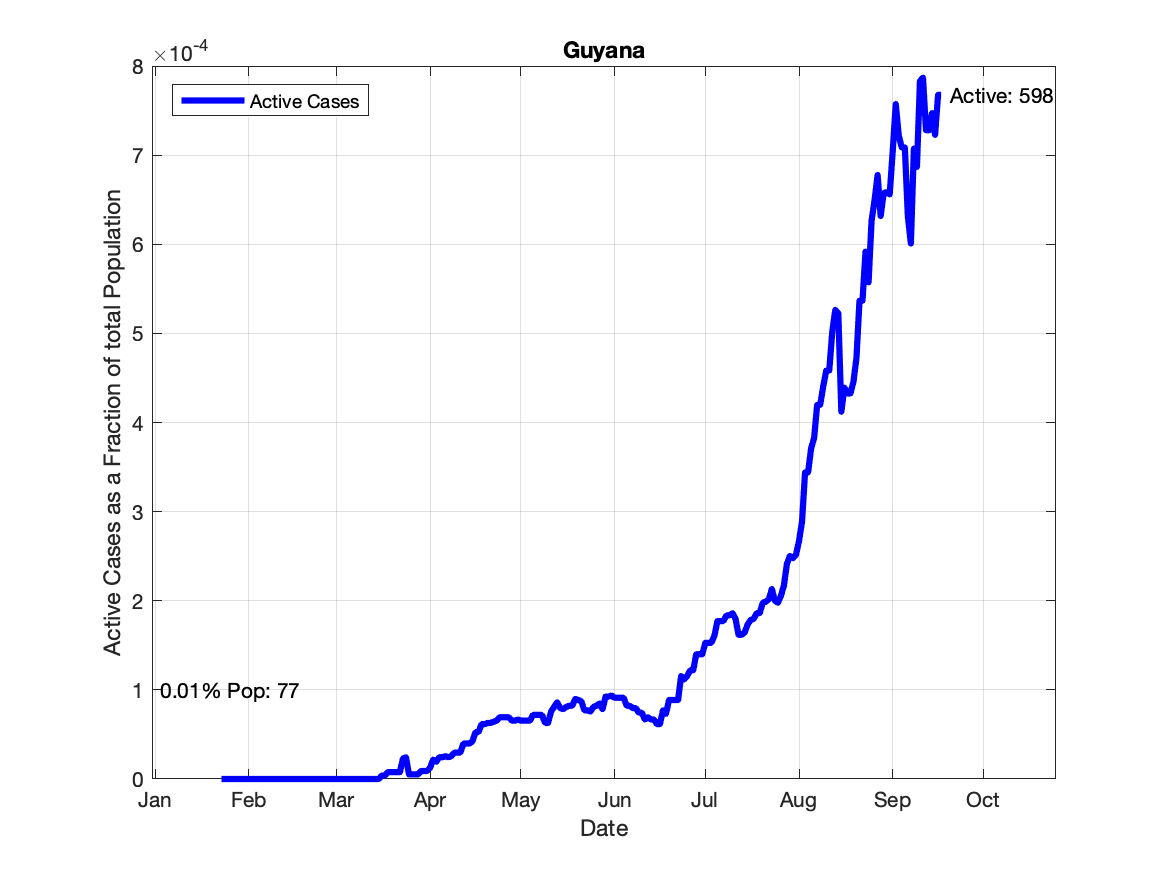 Guyana
×10-4
Active Cases
Active: 598
8
7
6
5
4
3
2
1
0
0.01% Pop: 77
Active Cases as a Fraction of total Population
Jan Feb Mar Apr May Jun Jul Aug Sep Oct
Date